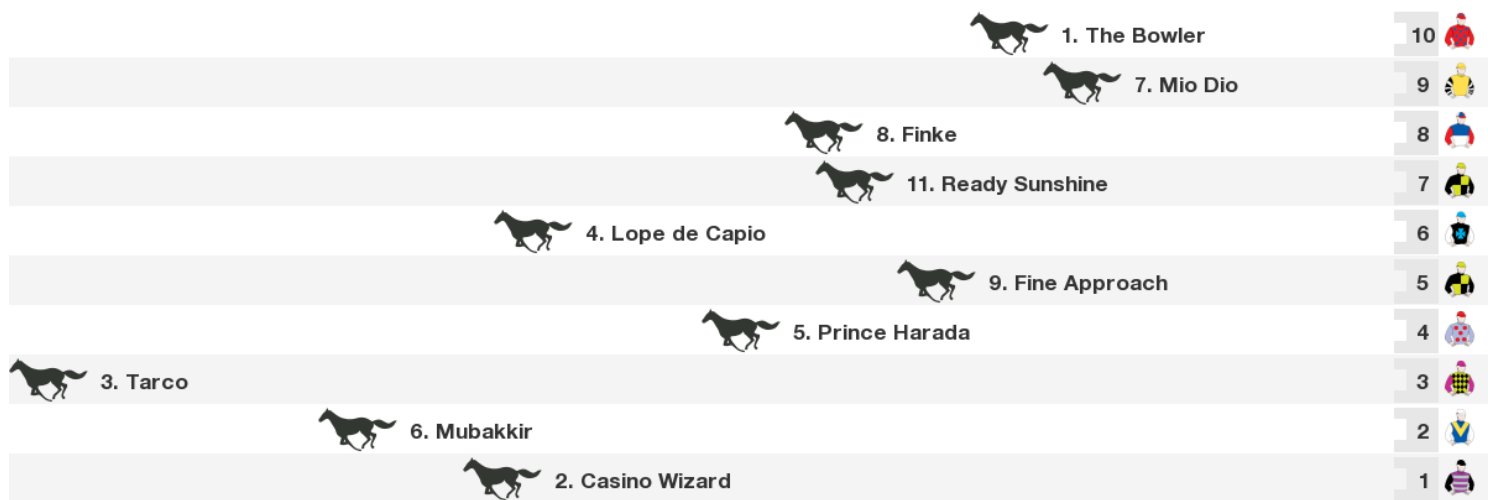 1. The Bowler 10
7. Mio Dio 9
8. Finke 8
11. Ready Sunshine 7
4. Lope de Capio 6
9. Fine Approach 5
5. Prince Harada 4
3. Tarco 3
6. Mubakkir 2
2. Casino Wizard 1